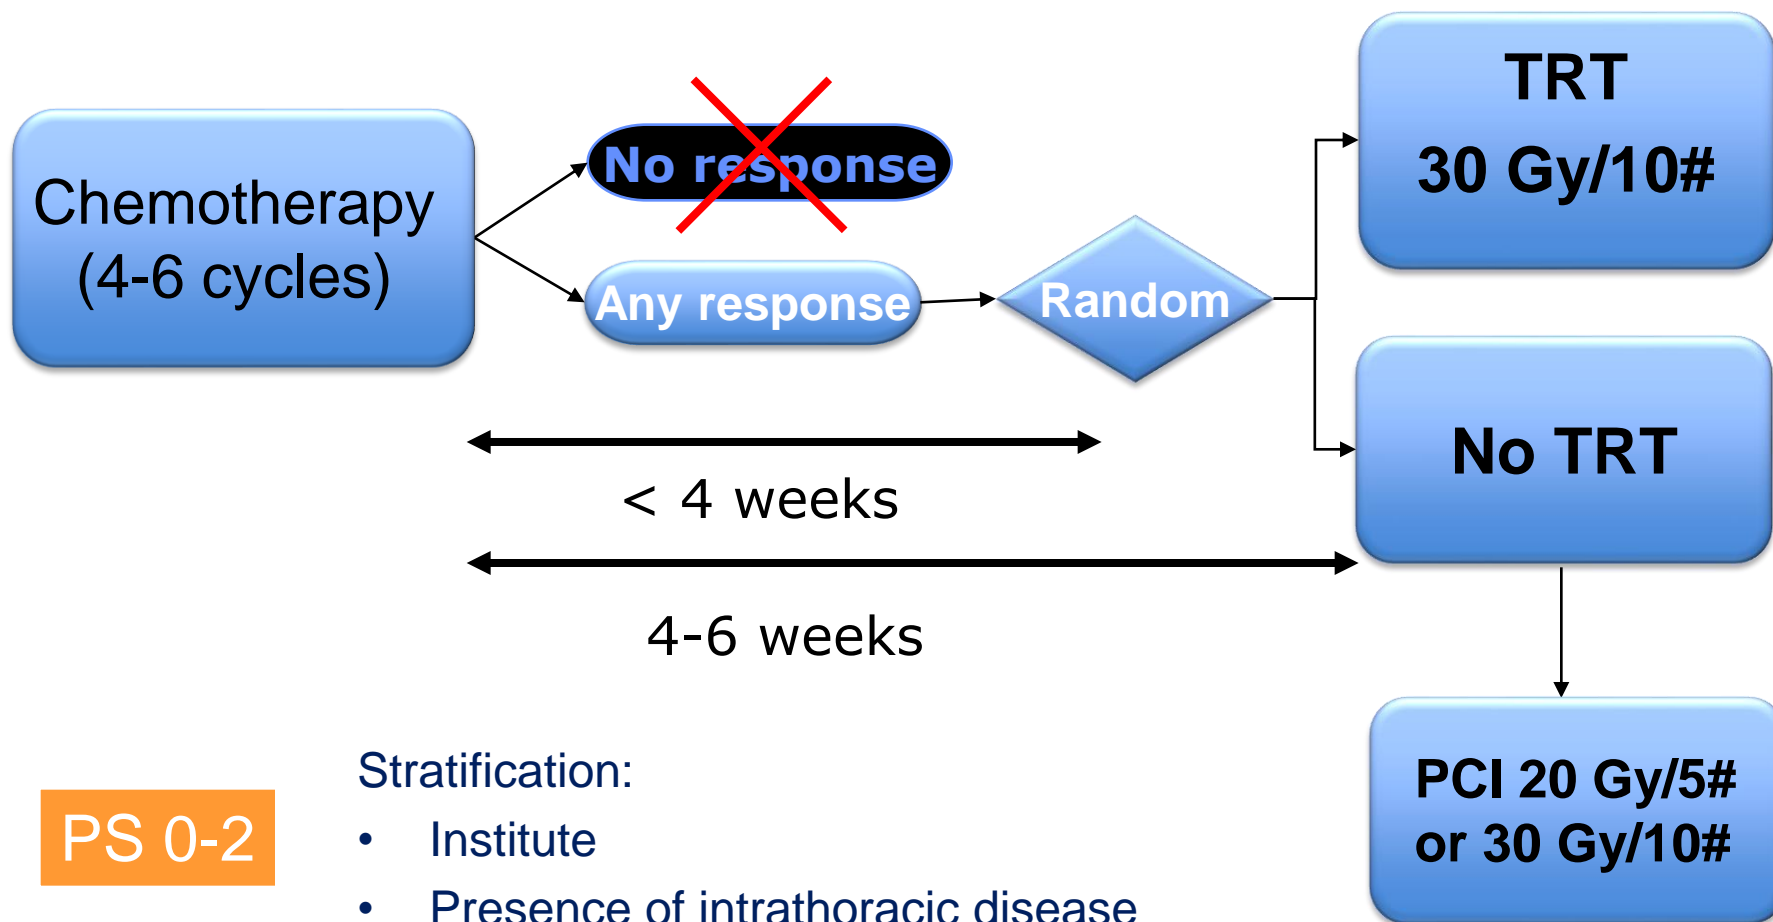 Chemotherapy
(4-6 cycles)
No response
Any response
Random
TRT
30 Gy/10#
No TRT
< 4 weeks
4-6 weeks
PCI 20 Gy/5#
or 30 Gy/10#
PS 0-2
Stratification:
• Institute
• Presence of intrathoracic disease